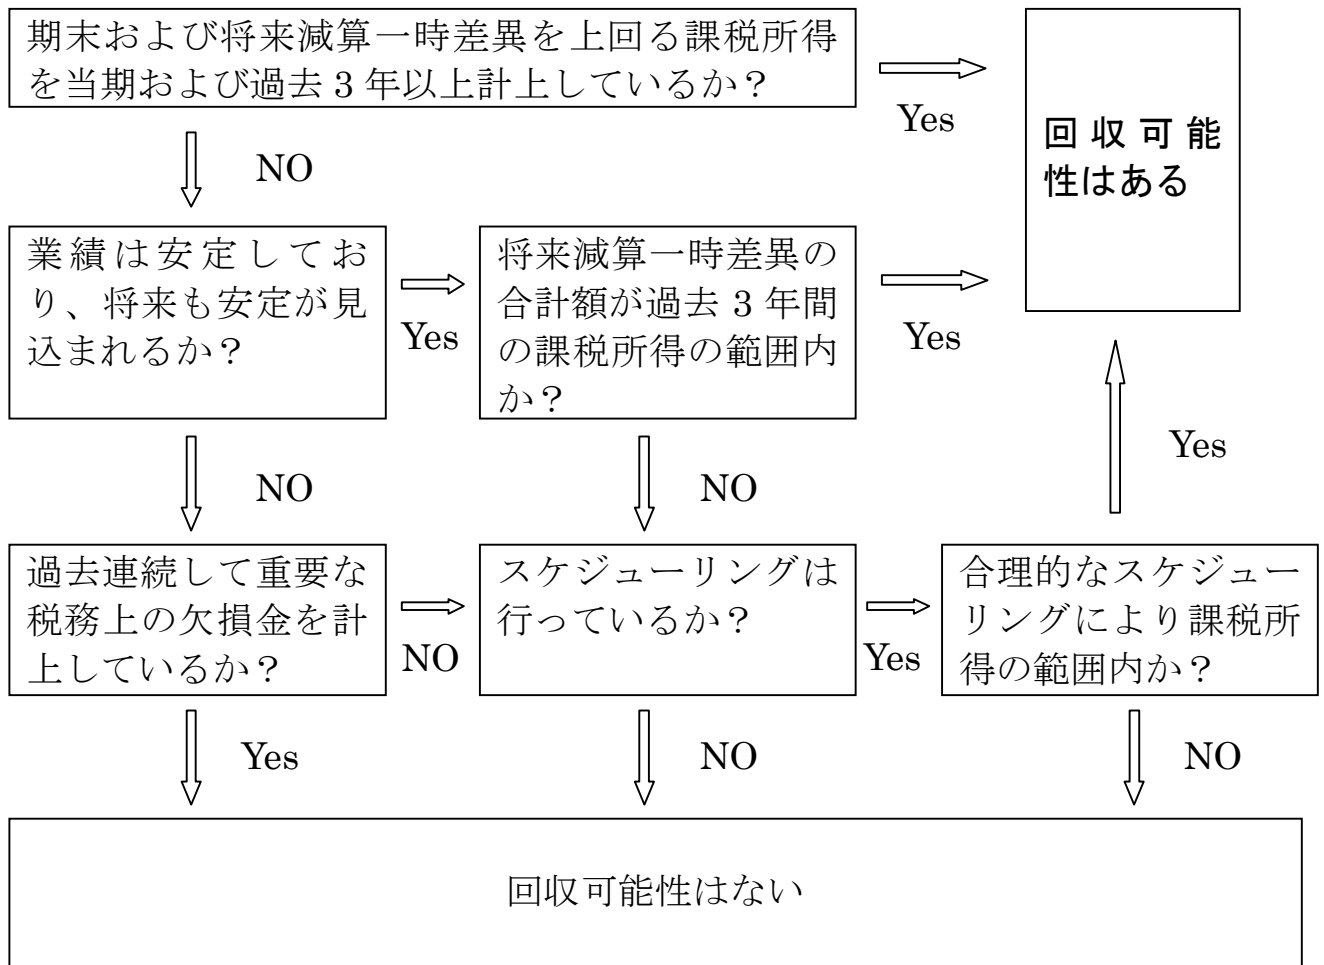 期末および将来減算一時差異を上回る課税所得
を当期および過去3年以上計上しているか？
Yes
回収可能
性はある
NO
業績は安定してお
り、将来も安定が見
込まれるか？
Yes
将来減算一時差異の
合計額が過去3年間
の課税所得の範囲内
か？
Yes
Yes
NO
NO
過去連続して重要な
税務上の欠損金を計
上しているか？
NO
スケジューリングは
行っているか？
Yes
合理的なスケジュー
リングにより課税所
得の範囲内か？
Yes
NO
NO
回収可能性はない